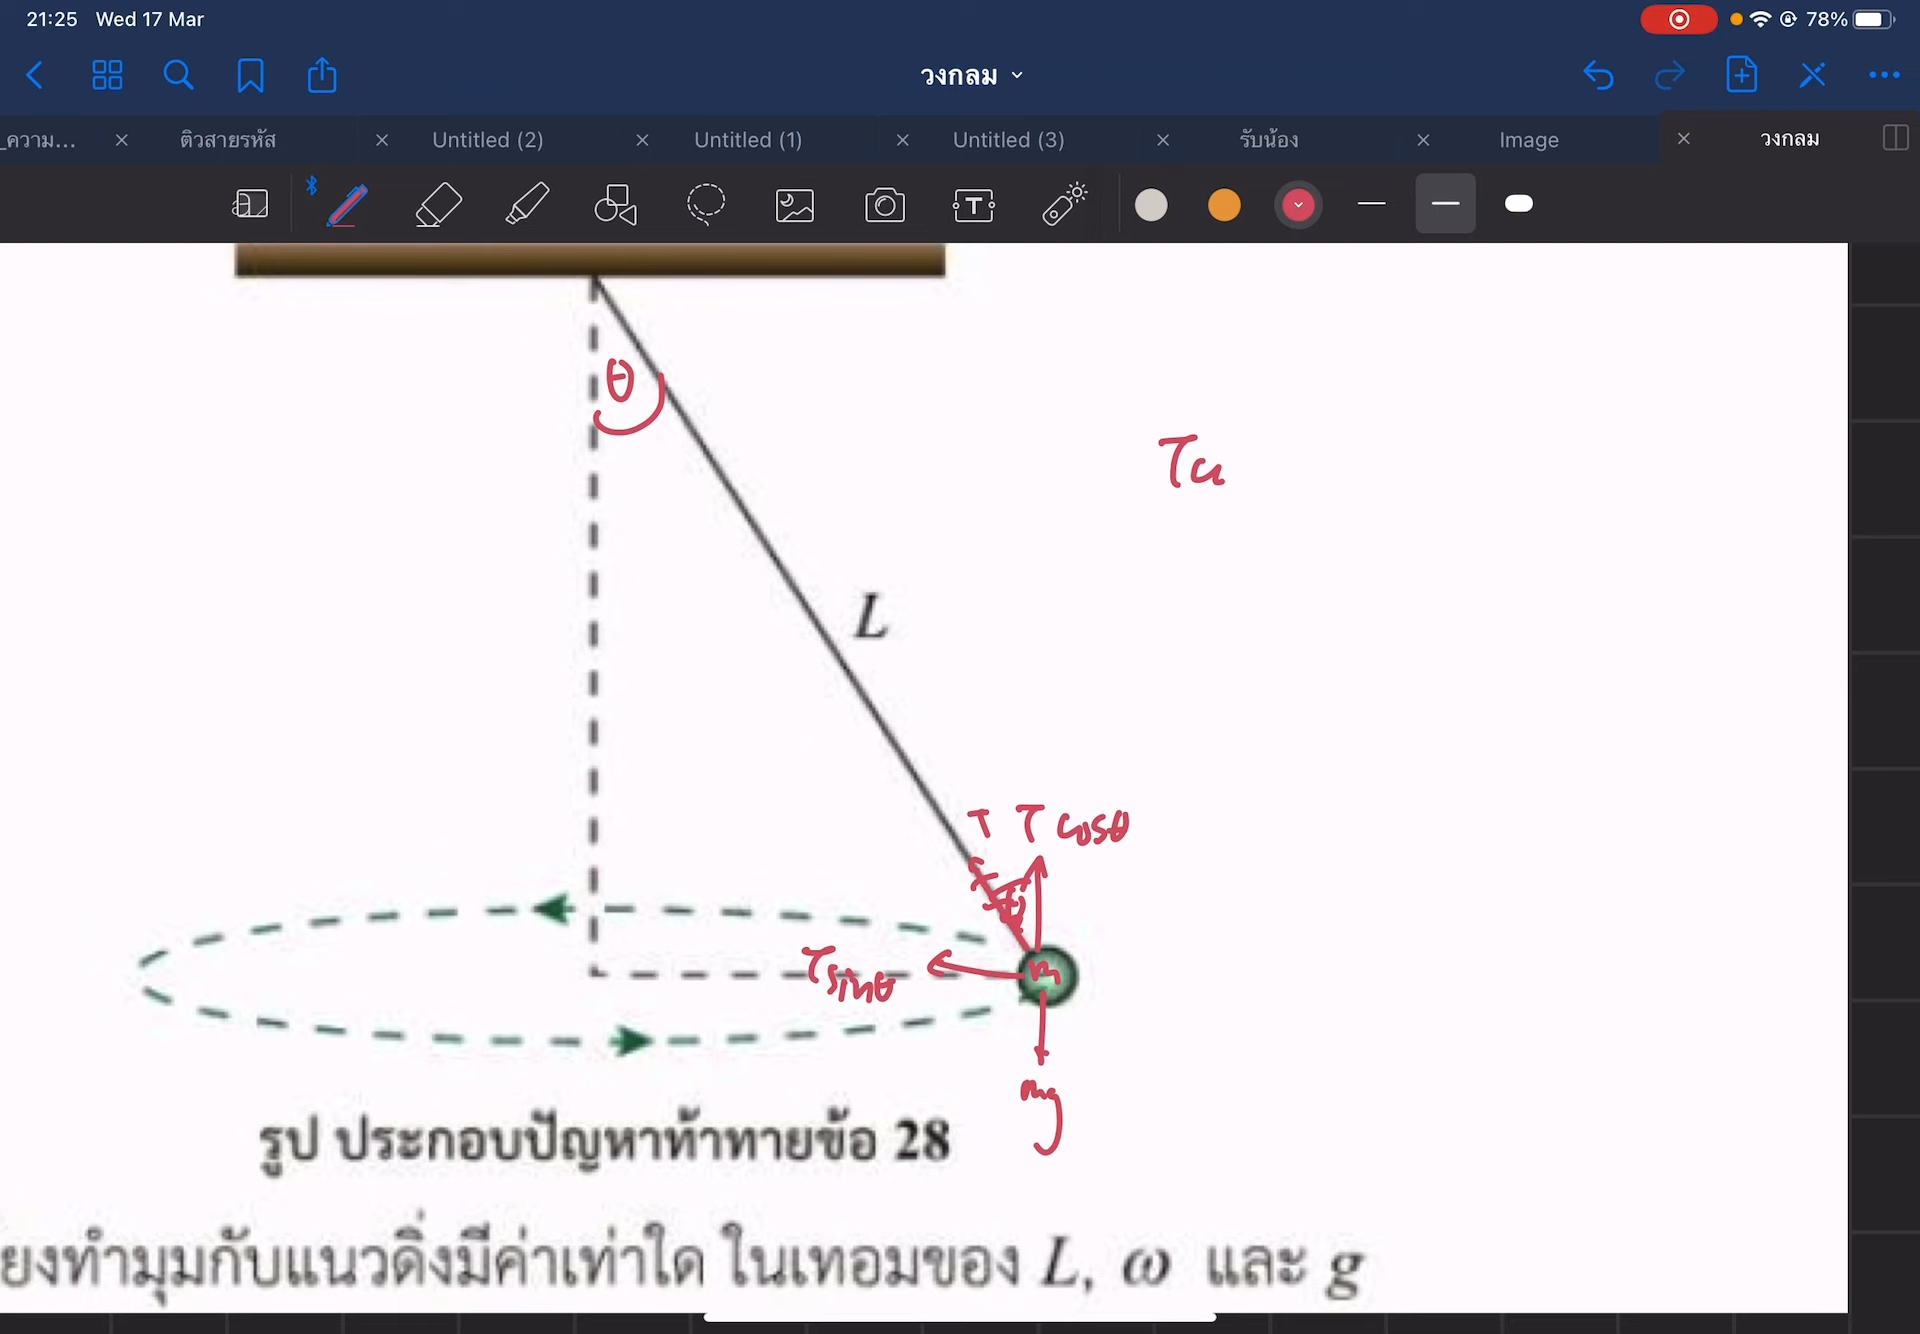 21:25 Wed 17 Mar
78%
วงกลม
_ความ...
ติวสายรหัส
Untitled (2)
Untitled (1)
Untitled (3)
รับน้อง
Image
วงกลม
θ
L
T T cosθ
θ
T sinθ
m
mg
รูป ประกอบปัญหาท้าทายข้อ 28
ยงทำมุมกับแนวดิ่งมีค่าเท่าใด ในเทอมของ L, ω และ g